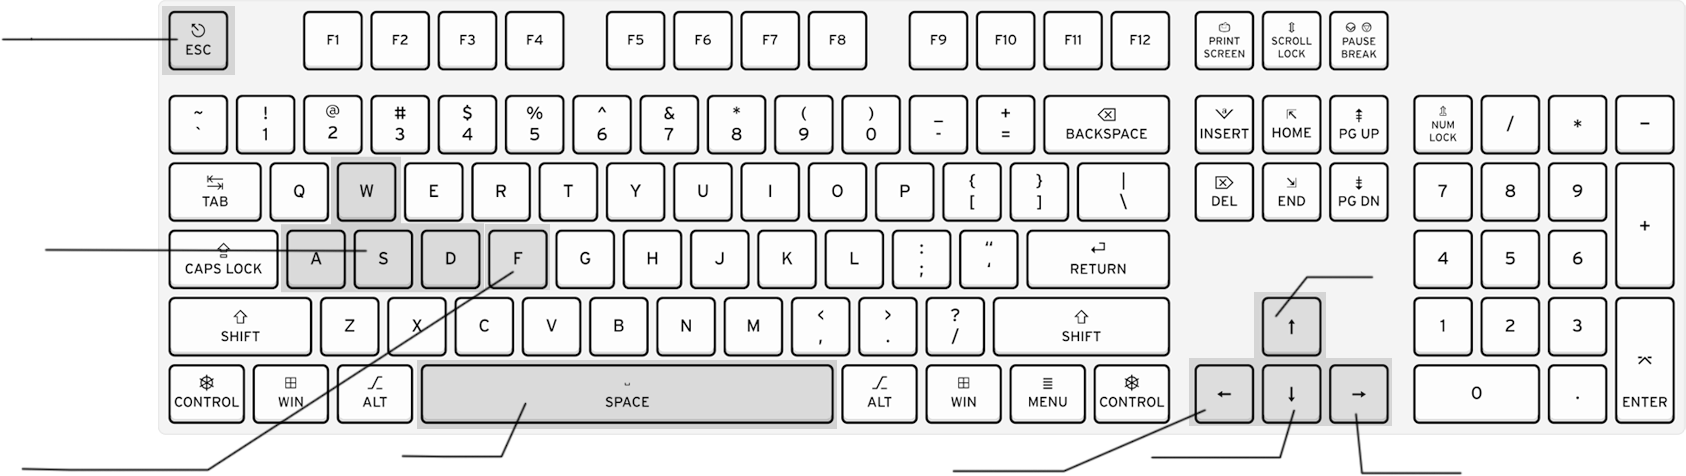 ESC F1 F2 F3 F4 F5 F6 F7 F8 F9 F10 F11 F12 PRINT SCREEN SCROLL LOCK PAUSE BREAK
~ ` ! 1 @ 2 # 3 $ 4 % 5 ^ 6 & 7 * 8 ( 9 ) 0 _ - + = BACKSPACE INSERT HOME PG UP NUM LOCK / * −
TAB Q W E R T Y U I O P { [ } ] | \ DEL END PG DN 7 8 9 +
CAPS LOCK A S D F G H J K L : ; “ ‘ RETURN 4 5 6
SHIFT Z X C V B N M < , > . ? / SHIFT ↑ 1 2 3
CONTROL WIN ALT SPACE ALT WIN MENU CONTROL ← ↓ → 0 . ENTER